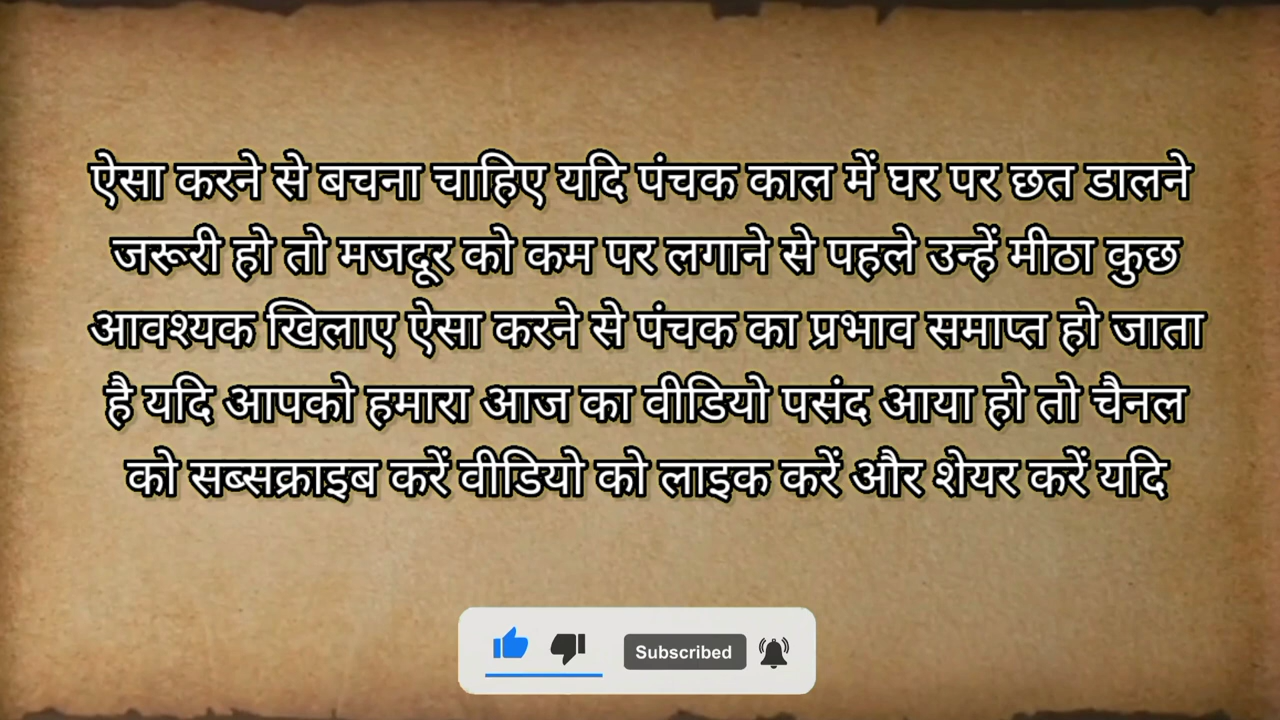 ऐसा करने से बचना चाहिए यदि पंचक काल में घर पर छत डालने
जरूरी हो तो मजदूर को कम पर लगाने से पहले उन्हें मीठा कुछ
आवश्यक खिलाए ऐसा करने से पंचक का प्रभाव समाप्त हो जाता
है यदि आपको हमारा आज का वीडियो पसंद आया हो तो चैनल
को सब्सक्राइब करें वीडियो को लाइक करें और शेयर करें यदि
Subscribed